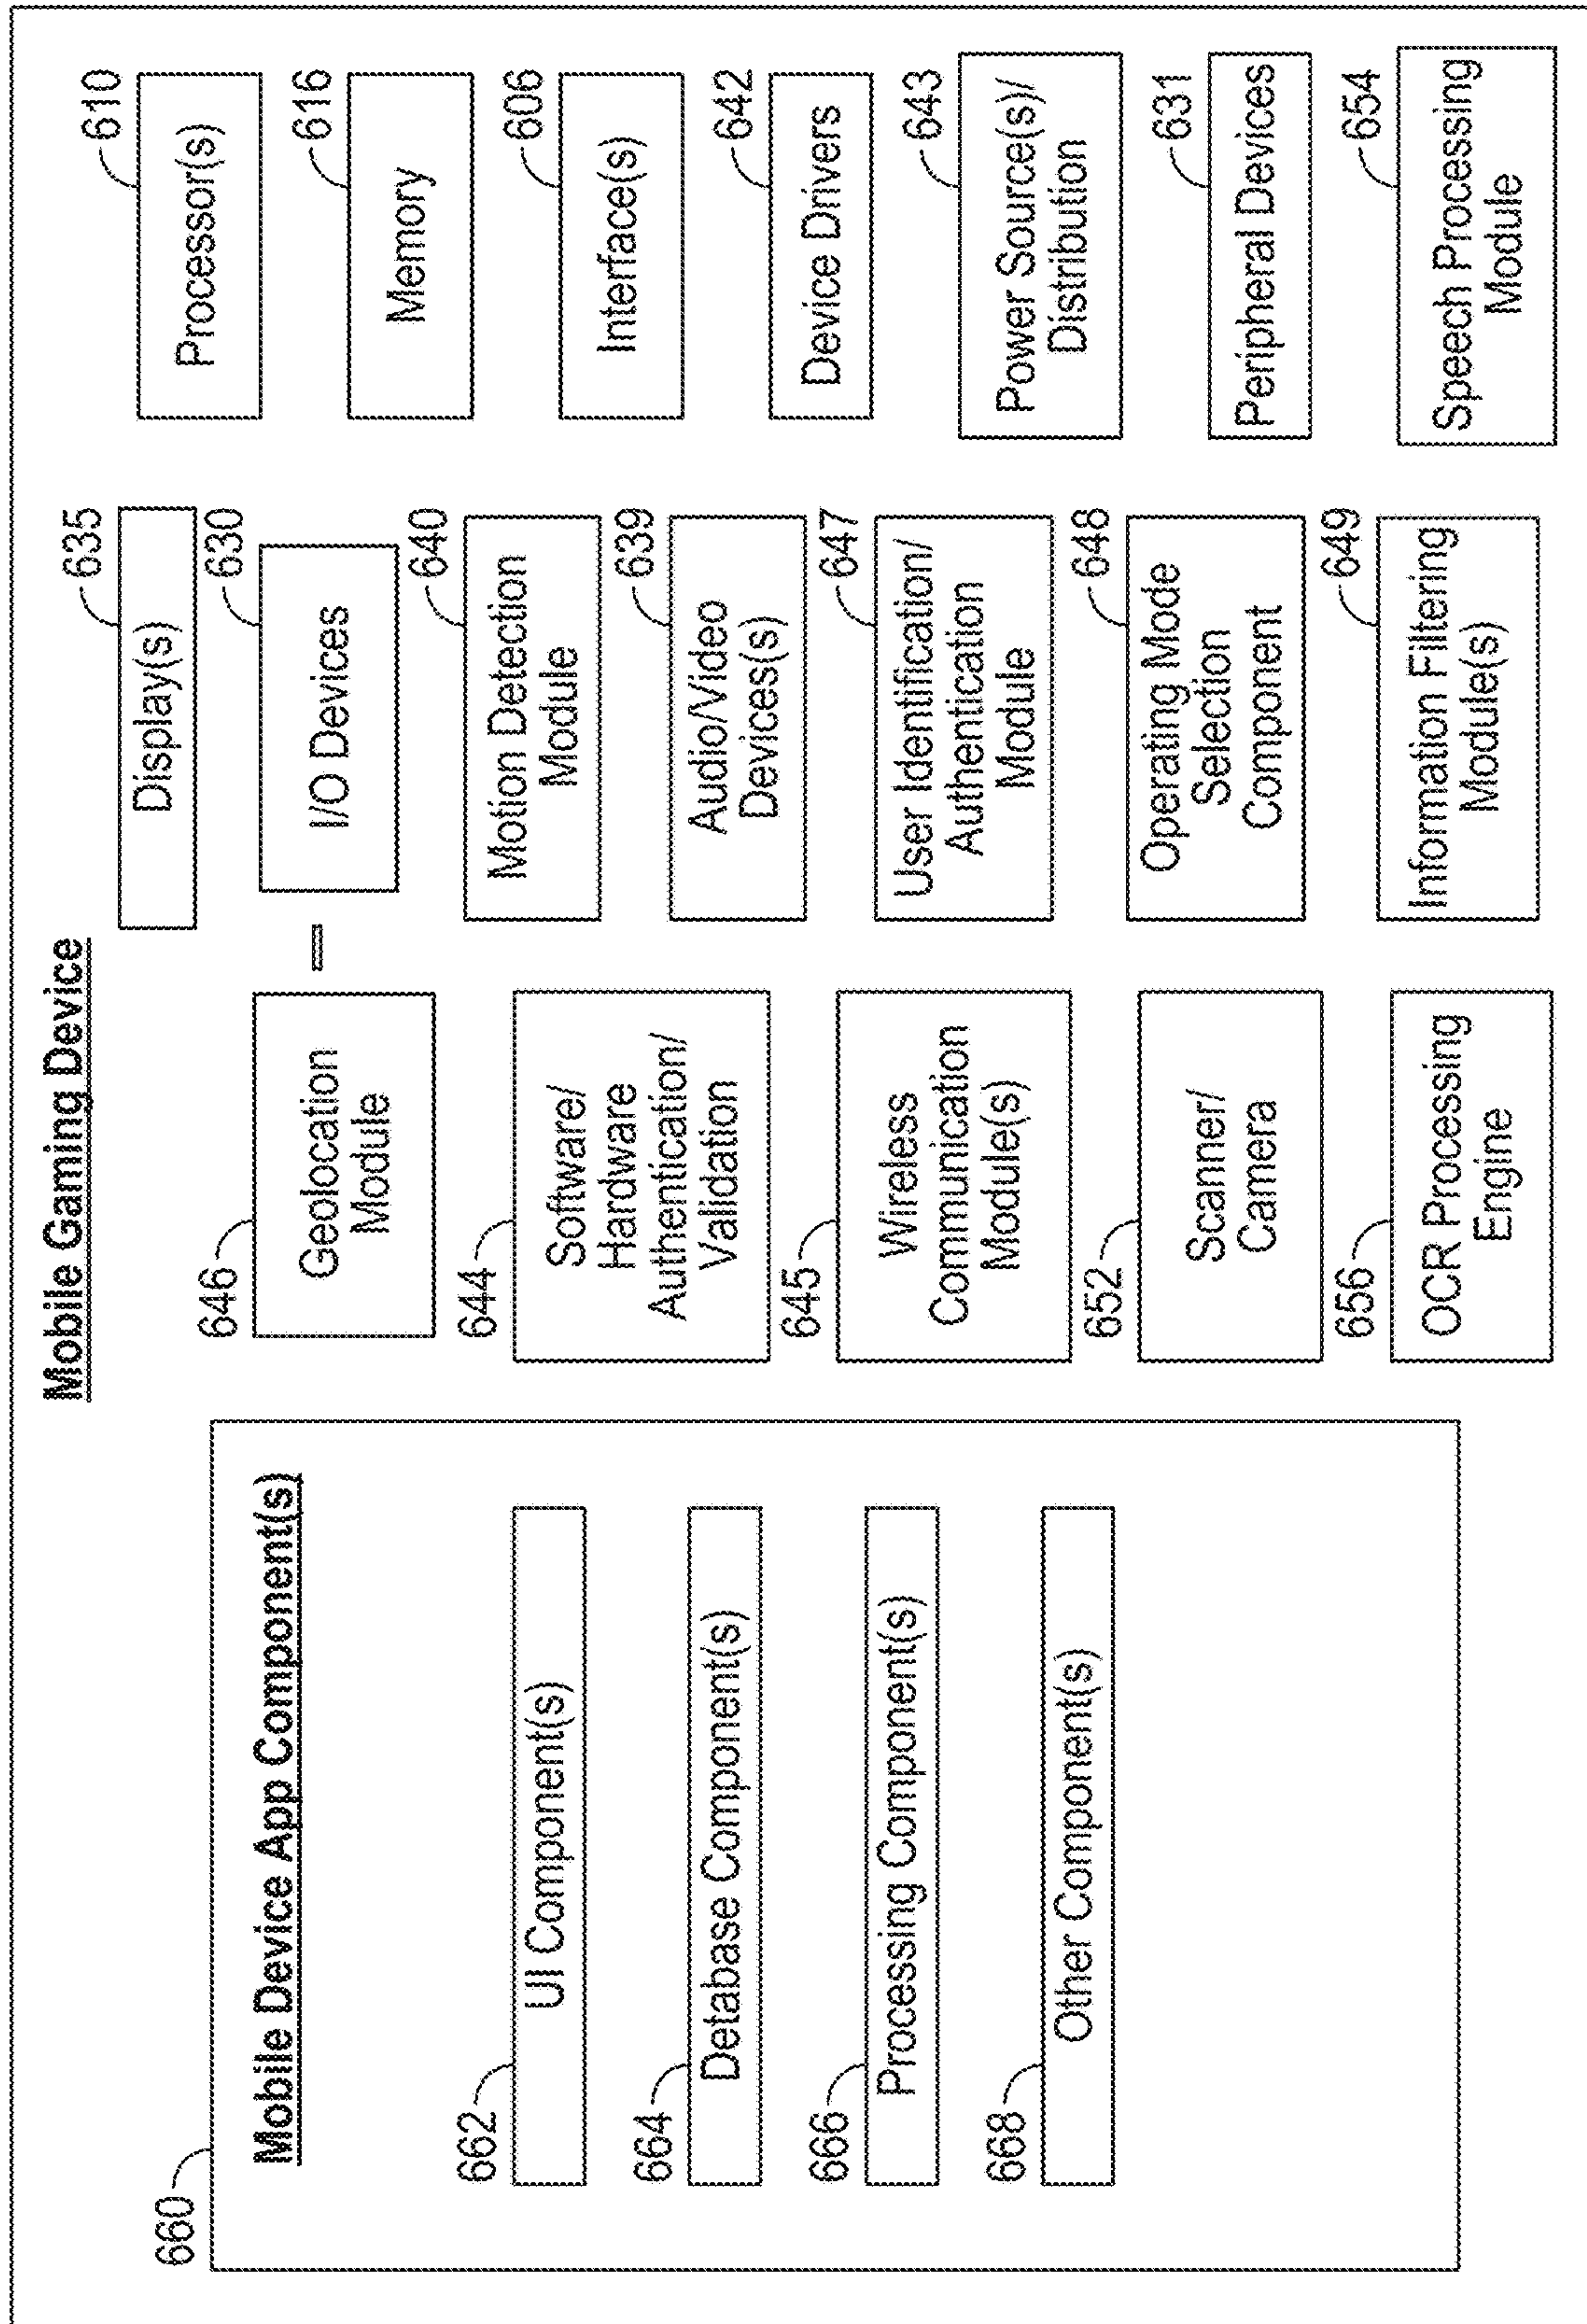 Mobile Gaming Device
660
Mobile Device App Component(s)
662
UI Component(s)
664
Detabase Component(s)
666
Processing Component(s)
668
Other Component(s)
646
Geolocation
Module
644
Software/
Hardware
Authentication/
Validation
645
Wireless
Communication
Module(s)
652
Scanner/
Camera
656
OCR Processing
Engine
635
Display(s)
630
I/O Devices
640
Motion Detection
Module
639
Audio/Video
Devices(s)
647
User Identification/
Authentication
Module
648
Operating Mode
Selection
Component
649
Information Filtering
Module(s)
610
Processor(s)
616
Memory
606
Interface(s)
642
Device Drivers
643
Power Source(s)/
Distribution
631
Peripheral Devices
654
Speech Processing
Module